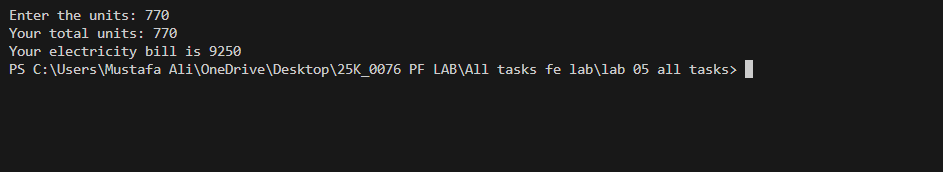 Enter the units: 770
Your total units: 770
Your electricity bill is 9250
PS C:\Users\Mustafa Ali\OneDrive\Desktop\25K_0076 PF LAB\All tasks fe lab\lab 05 all tasks>